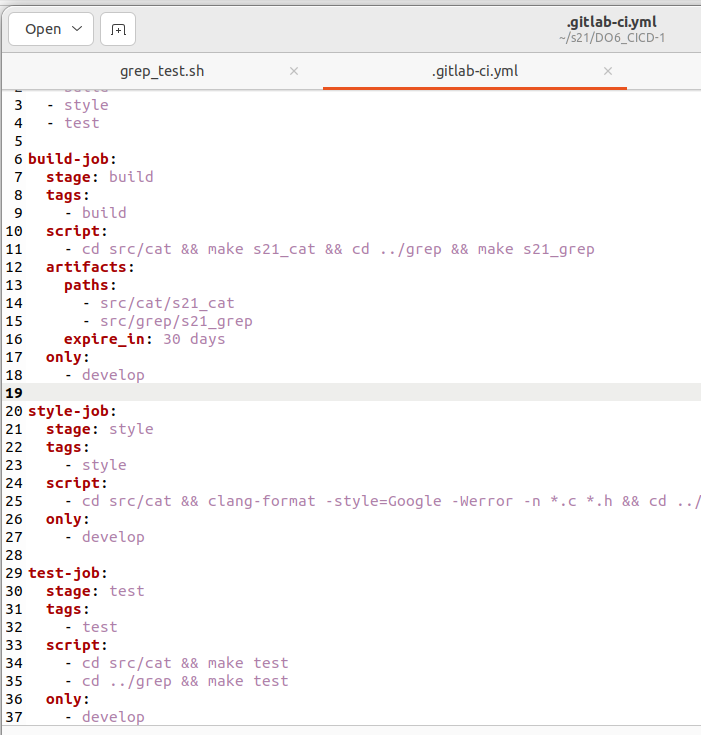 Open
.gitlab-ci.yml
~/s21/DO6_CICD-1
grep_test.sh ×
.gitlab-ci.yml ×
3 - style
4 - test
5
6 build-job:
7 stage: build
8 tags:
9 - build
10 script:
11 - cd src/cat && make s21_cat && cd ../grep && make s21_grep
12 artifacts:
13 paths:
14 - src/cat/s21_cat
15 - src/grep/s21_grep
16 expire_in: 30 days
17 only:
18 - develop
19
20 style-job:
21 stage: style
22 tags:
23 - style
24 script:
25 - cd src/cat && clang-format -style=Google -Werror -n *.c *.h && cd ../
26 only:
27 - develop
28
29 test-job:
30 stage: test
31 tags:
32 - test
33 script:
34 - cd src/cat && make test
35 - cd ../grep && make test
36 only:
37 - develop